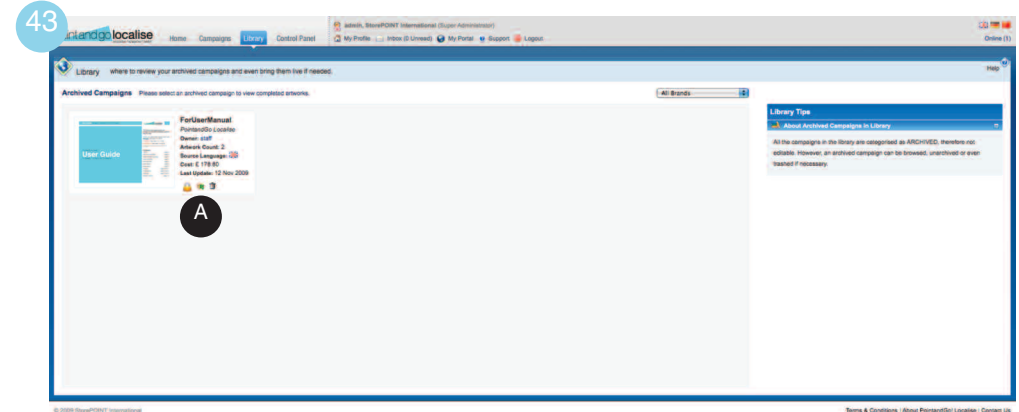 43
pointandgo localise
Home Campaigns Library Control Panel
admin, StorePOINT International (Super Administrator)
My Profile Inbox (0 Unread) My Portal Support Logout
Online (1)
Library where to review your archived campaigns and even bring them live if needed.
Help
Archived Campaigns Please select an archived campaign to view completed artworks.
All Brands
ForUserManual
PointandGo Localise
Owner: staff
Artwork Count: 2
Source Language:
Cost: £ 178.90
Last Update: 12 Nov 2009
User Guide
A
Library Tips
About Archived Campaigns in Library
All the campaigns in the library are categorised as ARCHIVED, therefore not
editable. However, an archived campaign can be browsed, unarchived or even
trashed if necessary.
© 2009 StorePOINT International
Terms & Conditions | About PointandGo! Localise | Contact Us